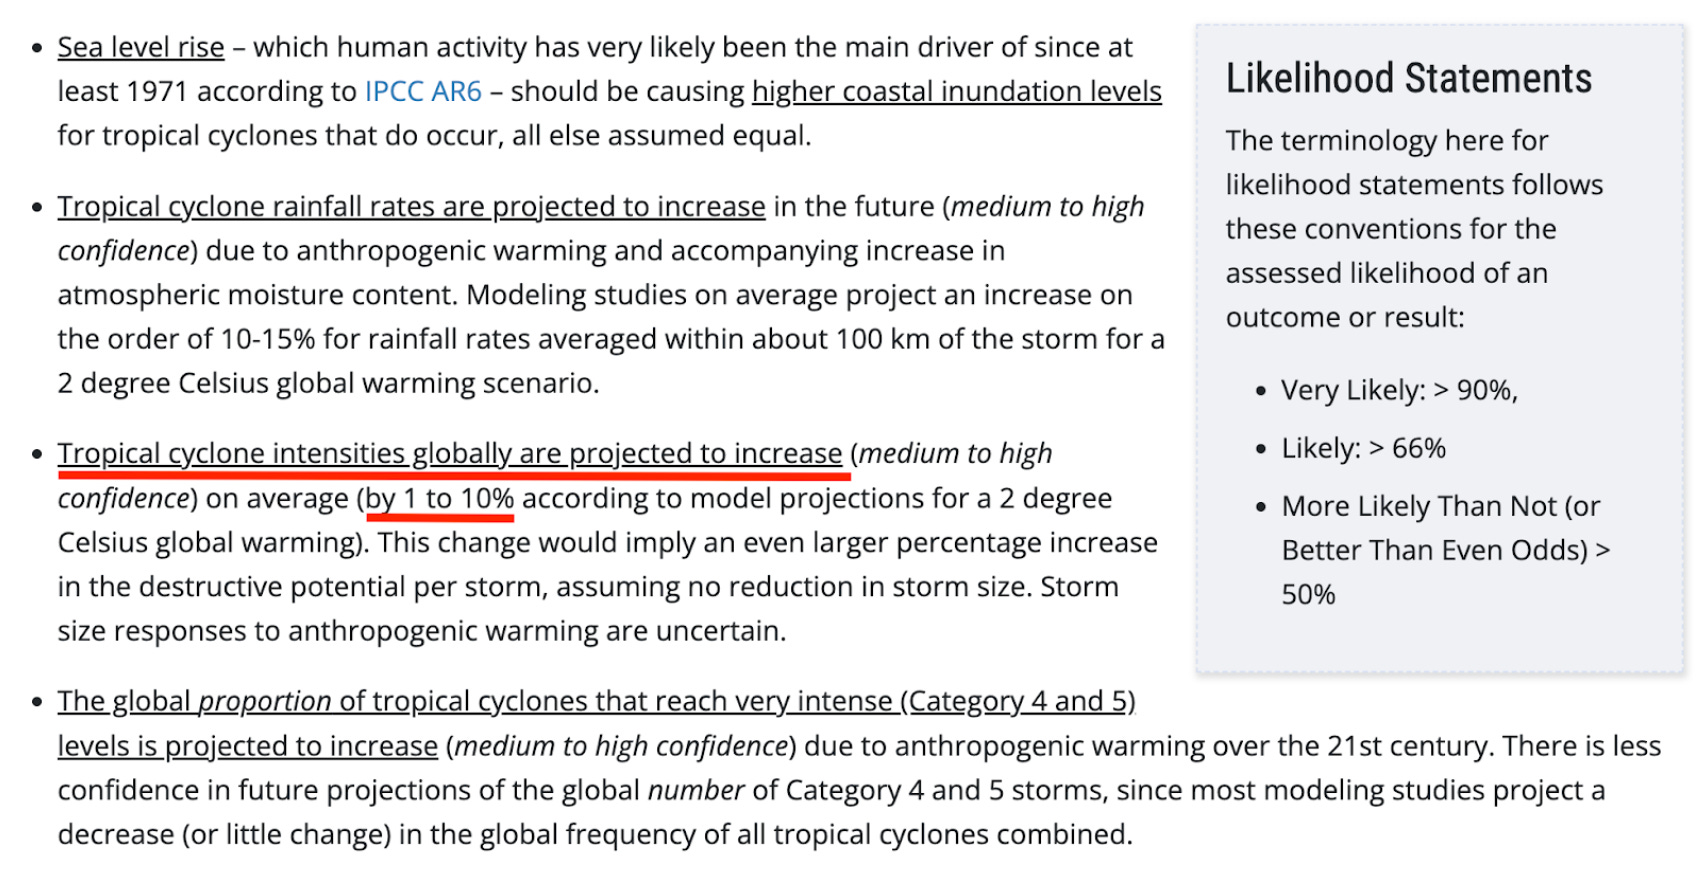 • Sea level rise – which human activity has very likely been the main driver of since at
least 1971 according to IPCC AR6 – should be causing higher coastal inundation levels
for tropical cyclones that do occur, all else assumed equal.
• Tropical cyclone rainfall rates are projected to increase in the future (medium to high
confidence) due to anthropogenic warming and accompanying increase in
atmospheric moisture content. Modeling studies on average project an increase on
the order of 10-15% for rainfall rates averaged within about 100 km of the storm for a
2 degree Celsius global warming scenario.
• Tropical cyclone intensities globally are projected to increase (medium to high
confidence) on average (by 1 to 10% according to model projections for a 2 degree
Celsius global warming). This change would imply an even larger percentage increase
in the destructive potential per storm, assuming no reduction in storm size. Storm
size responses to anthropogenic warming are uncertain.
• The global proportion of tropical cyclones that reach very intense (Category 4 and 5)
levels is projected to increase (medium to high confidence) due to anthropogenic warming over the 21st century. There is less
confidence in future projections of the global number of Category 4 and 5 storms, since most modeling studies project a
decrease (or little change) in the global frequency of all tropical cyclones combined.
Likelihood Statements
The terminology here for
likelihood statements follows
these conventions for the
assessed likelihood of an
outcome or result:
• Very Likely: > 90%,
• Likely: > 66%
• More Likely Than Not (or
Better Than Even Odds) >
50%